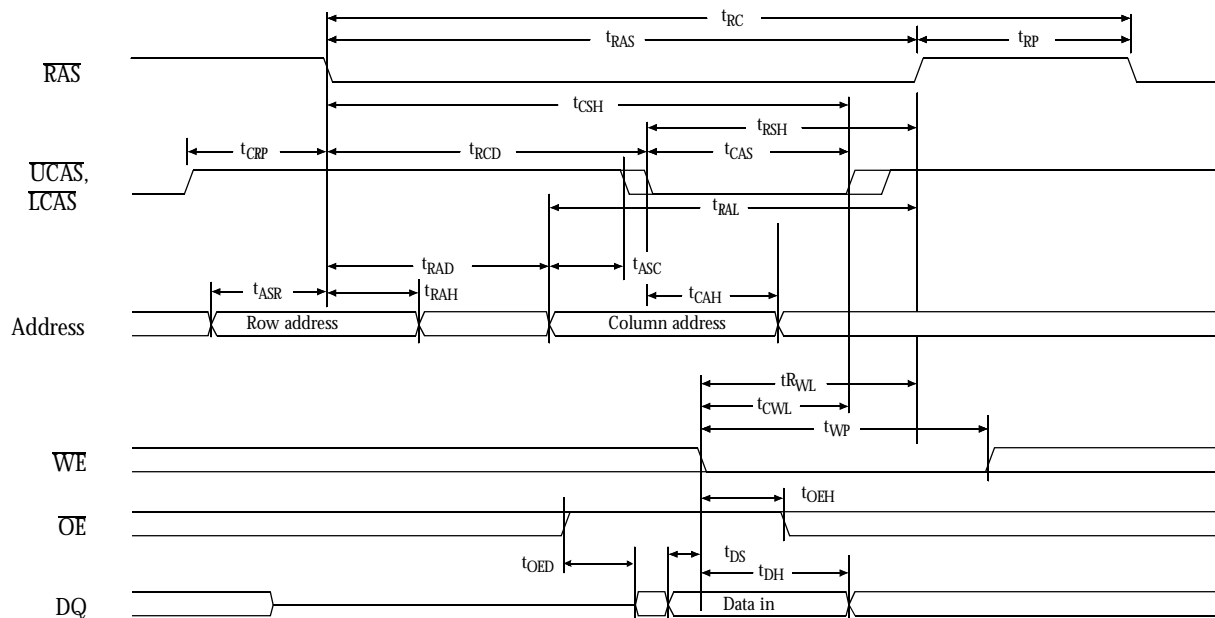 tRC
tRAS
tRP
RAS
tCSH
tRSH
tCRP
tRCD
tCAS
UCAS,
LCAS
tRAL
tRAD
tASC
tASR
tRAH
tCAH
Address
Row address
Column address
tRWL
tCWL
tWP
WE
tOEH
OE
tOED
tDS
tDH
DQ
Data in